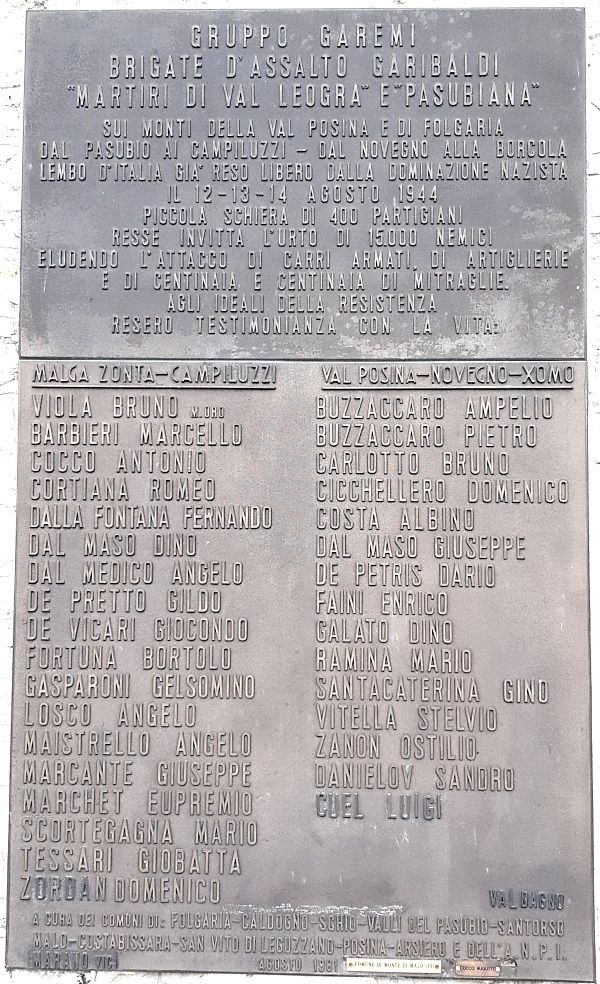 GRUPPO GAREMI
BRIGATE D'ASSALTO GARIBALDI
"MARTIRI DI VAL LEOGRA" E "PASUBIANA"
SUI MONTI DELLA VAL POSINA E DI FOLGARIA
DAL PASUBIO AI CAMPILUZZI - DAL NOVEGNO ALLA BORCOLA
LEMBO D'ITALIA GIA' RESO LIBERO DALLA DOMINAZIONE NAZISTA
IL 12-13-14 AGOSTO 1944
PICCOLA SCHIERA DI 400 PARTIGIANI
RESSE INVITTA L'URTO DI 15.000 NEMICI
ELUDENDO L'ATTACCO DI CARRI ARMATI, DI ARTIGLIERIE
E DI CENTINAIA E CENTINAIA DI MITRAGLIE.
AGLI IDEALI DELLA RESISTENZA
RESERO TESTIMONIANZA CON LA VITA:
MALGA ZONTA-CAMPILUZZI
VIOLA BRUNO M.ORO
BARBIERI MARCELLO
COCCO ANTONIO
CORTIANA ROMEO
DALLA FONTANA FERNANDO
DAL MASO DINO
DAL MEDICO ANGELO
DE PRETTO GILDO
DE VICARI GIOCONDO
FORTUNA BORTOLO
GASPARONI GELSOMINO
LOSCO ANGELO
MAISTRELLO ANGELO
MARCANTE GIUSEPPE
MARCHET EUPREMIO
SCORTEGAGNA MARIO
TESSARI GIOBATTA
ZORDAN DOMENICO
VAL POSINA-NOVEGNO-XOMO
BUZZACCARO AMPELIO
BUZZACCARO PIETRO
CARLOTTO BRUNO
CICCHELLERO DOMENICO
COSTA ALBINO
DAL MASO GIUSEPPE
DE PETRIS DARIO
FAINI ENRICO
GALATO DINO
RAMINA MARIO
SANTACATERINA GINO
VITELLA STELVIO
ZANON OSTILIO
DANIELOV SANDRO
CUEL LUIGI
VALDAGNO
A CURA DEI COMUNI DI: FOLGARIA-CALDOGNO-SCHIO-VALLI DEL PASUBIO-SANTORSO
MALO-COSTABISSARA-SAN VITO DI LEGUZZANO-POSINA-ARSIERO E DELL'A.N.P.I.
MARANO VIC. AGOSTO 1981 COMUNE DI MONTE DI MALO